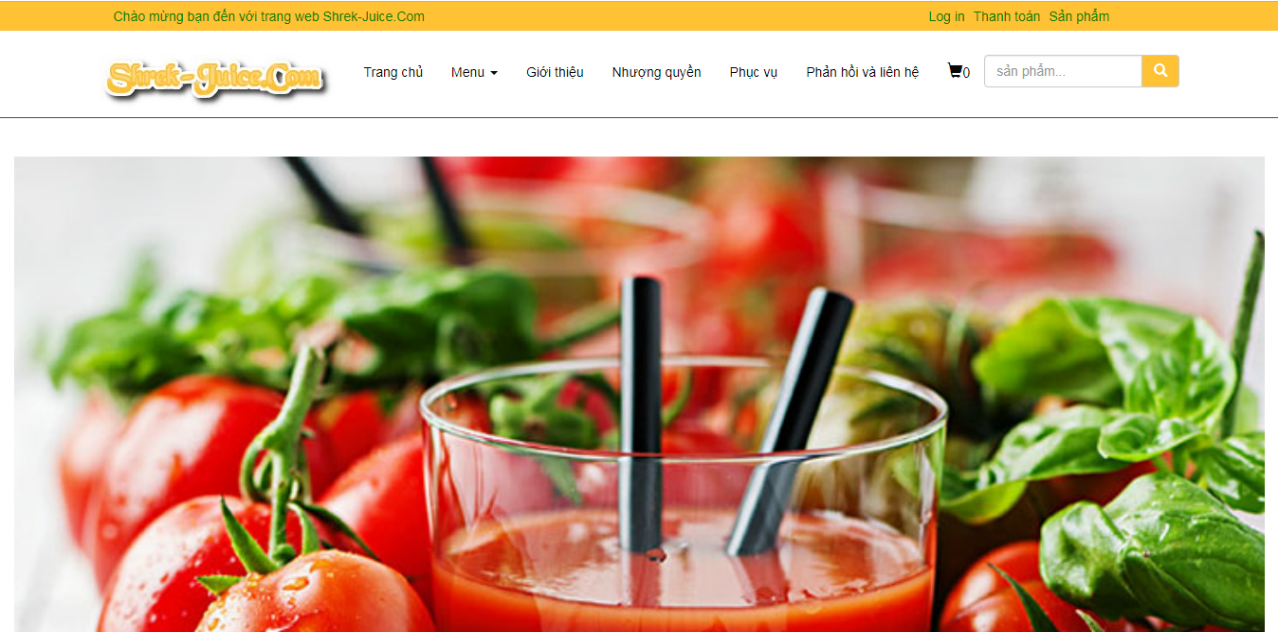 Chào mừng bạn đến với trang web Shrek-Juice.Com
Log in Thanh toán Sản phẩm
Shrek-Juice.Com
Trang chủ Menu Giới thiệu Nhượng quyền Phục vụ Phản hồi và liên hệ 0 sản phẩm...